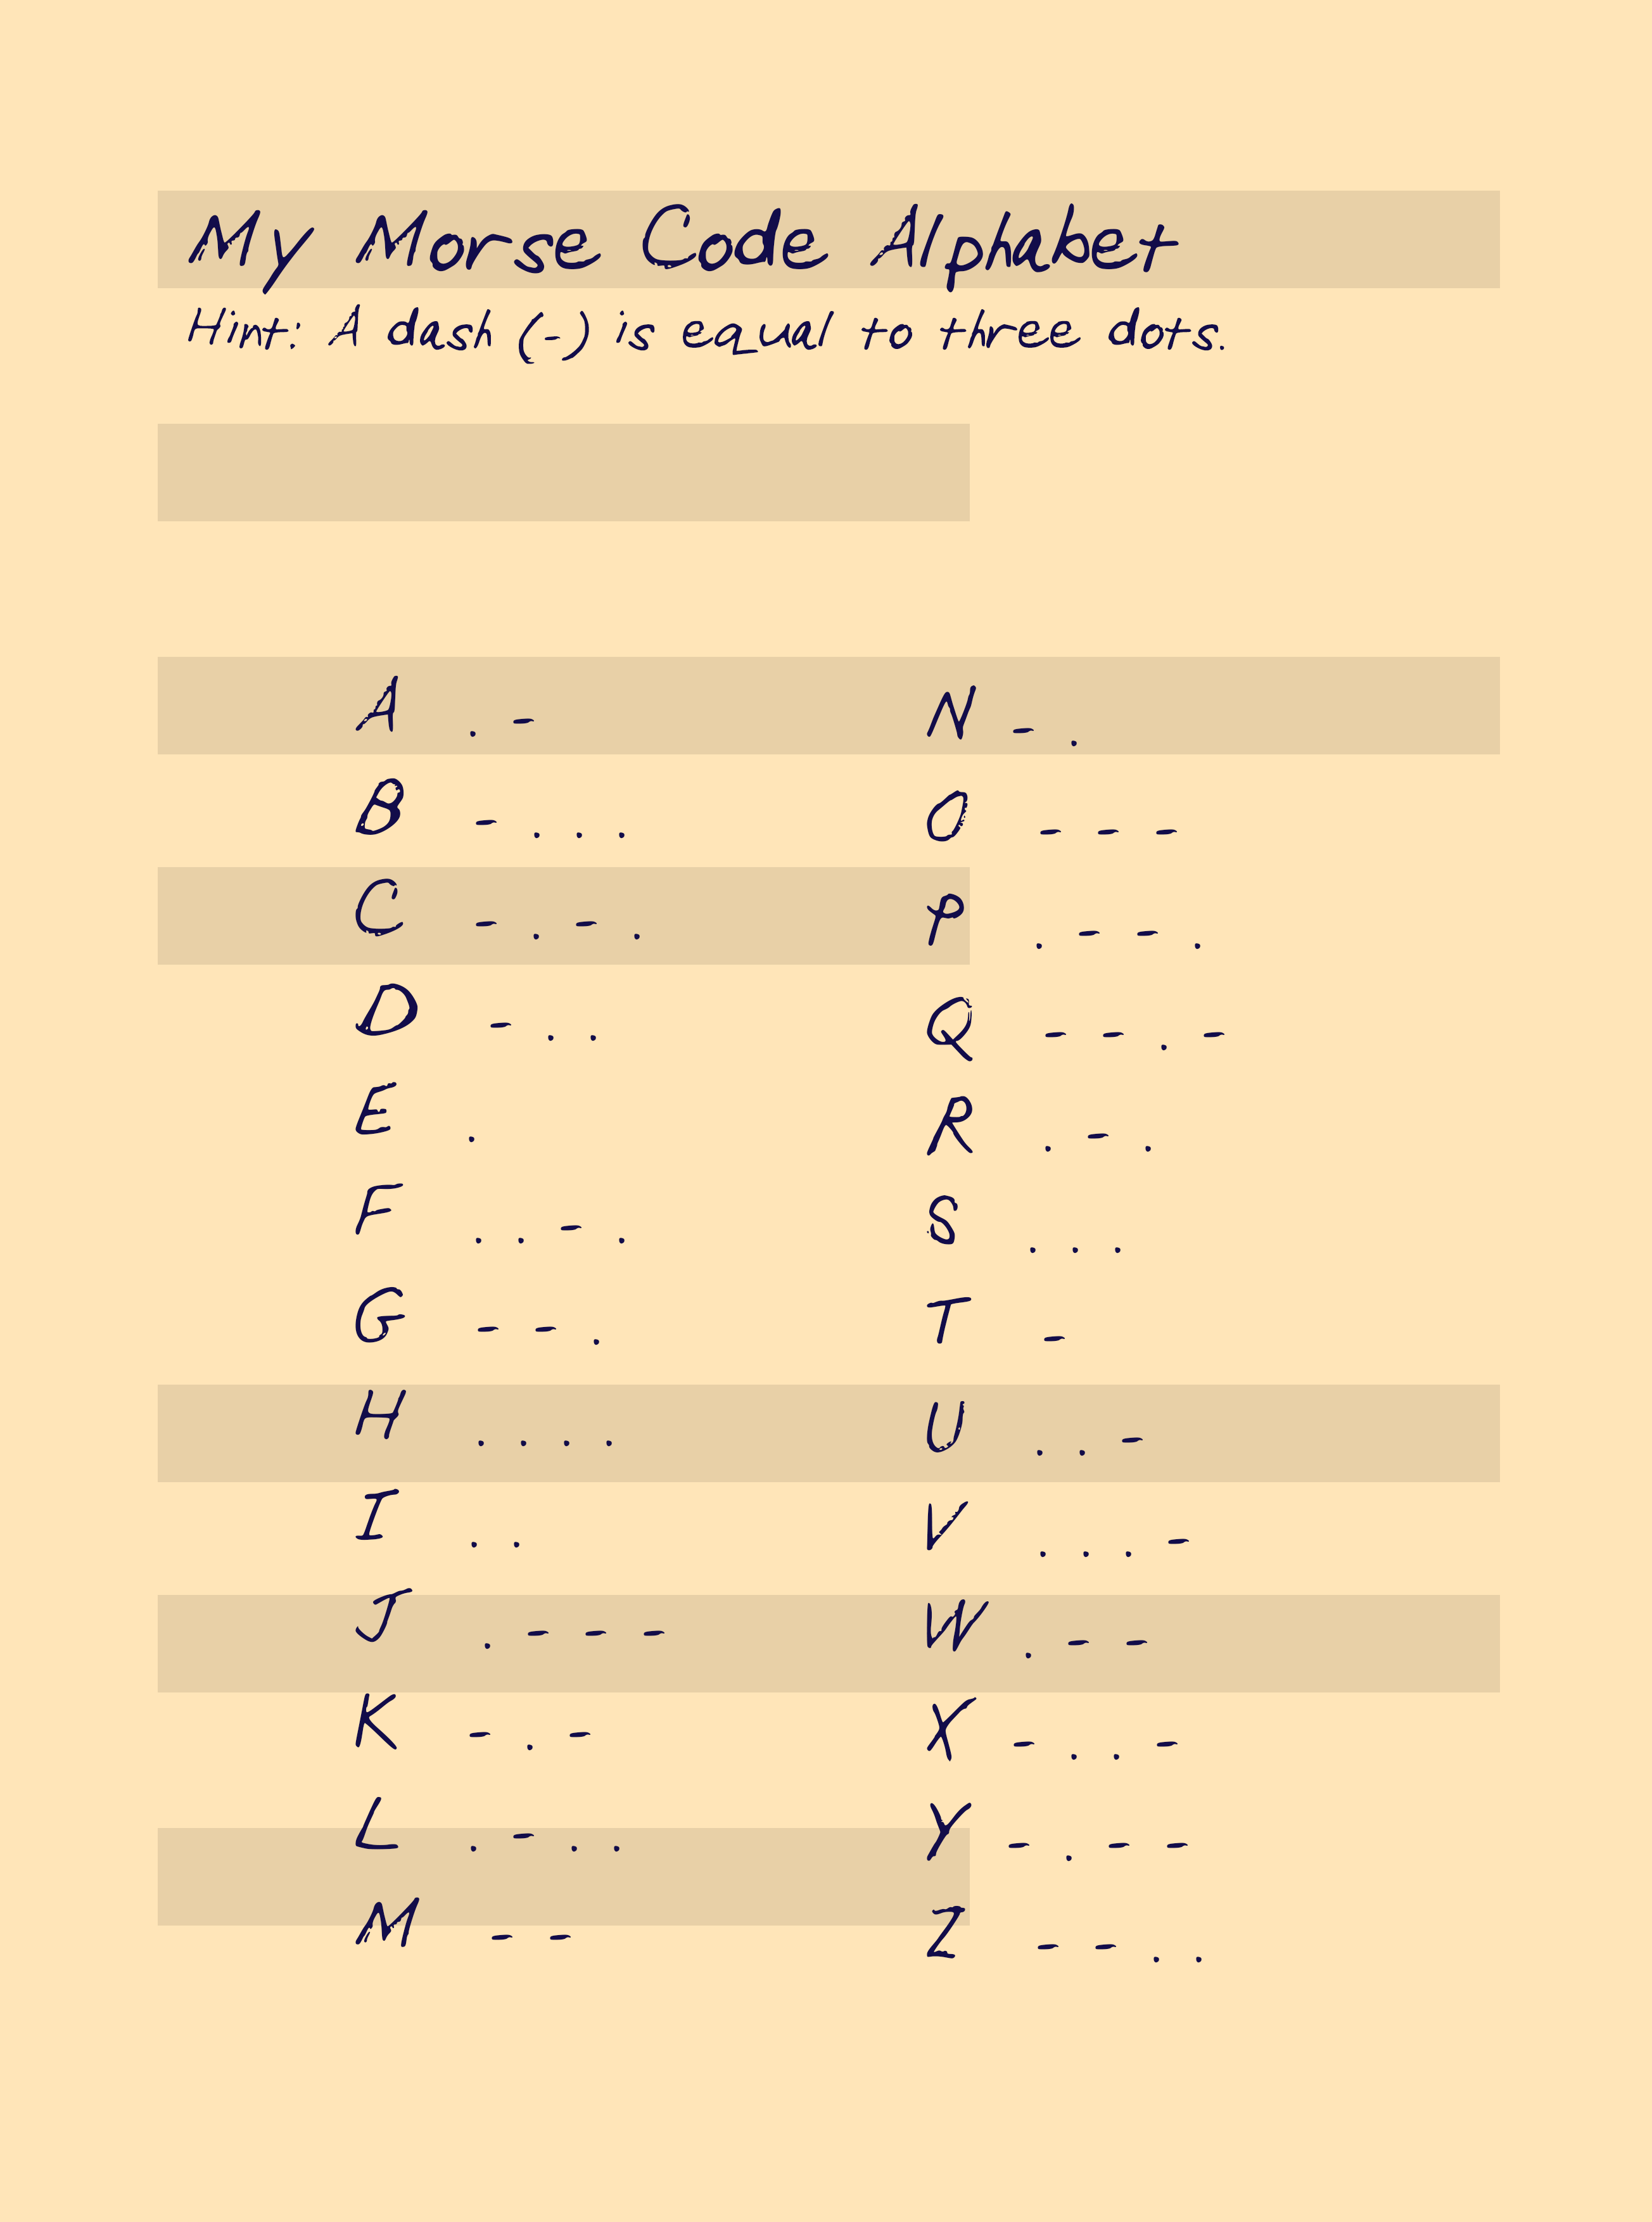 My Morse Code Alphabet
Hint: A dash (-) is equal to three dots.
A . -
B - . . .
C - . - .
D - . .
E .
F . . - .
G - - .
H . . . .
I . .
J . - - -
K - . -
L . - . .
M - -
N - .
O - - -
P . - - .
Q - - . -
R . - .
S . . .
T -
U . . -
V . . . -
W . - -
X - . . -
Y - . - -
Z - - . .